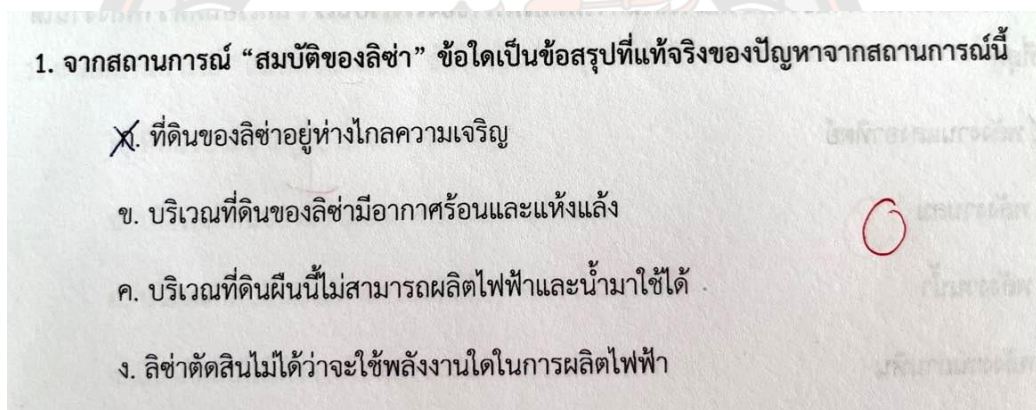 1. จากสถานการณ์ “สมบัติของลิซ่า” ข้อใดเป็นข้อสรุปที่แท้จริงของปัญหาจากสถานการณ์นี้
ก. ที่ดินของลิซ่าอยู่ห่างไกลความเจริญ
ข. บริเวณที่ดินของลิซ่ามีอากาศร้อนและแห้งแล้ง
0
ค. บริเวณที่ดินผืนนี้ไม่สามารถผลิตไฟฟ้าและน้ำมาใช้ได้
ง. ลิซ่าตัดสินไม่ได้ว่าจะใช้พลังงานใดในการผลิตไฟฟ้า